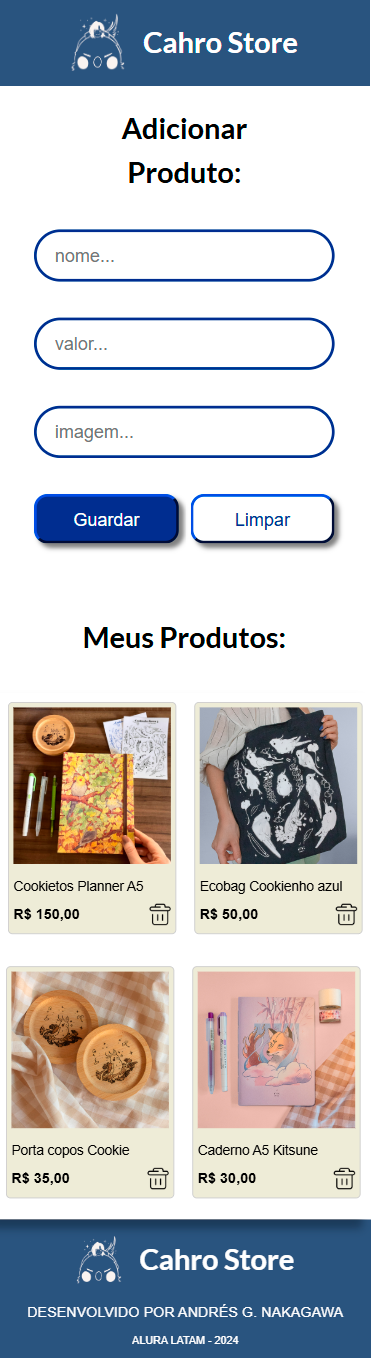 Cahro Store
Adicionar
Produto:
nome...
valor...
imagem...
Guardar
Limpar
Meus Produtos:
Cookietos Planner A5
R$ 150,00
Ecobag Cookienho azul
R$ 50,00
Porta copos Cookie
R$ 35,00
Caderno A5 Kitsune
R$ 30,00
Cahro Store
DESENVOLVIDO POR ANDRÉS G. NAKAGAWA
ALURA LATAM - 2024